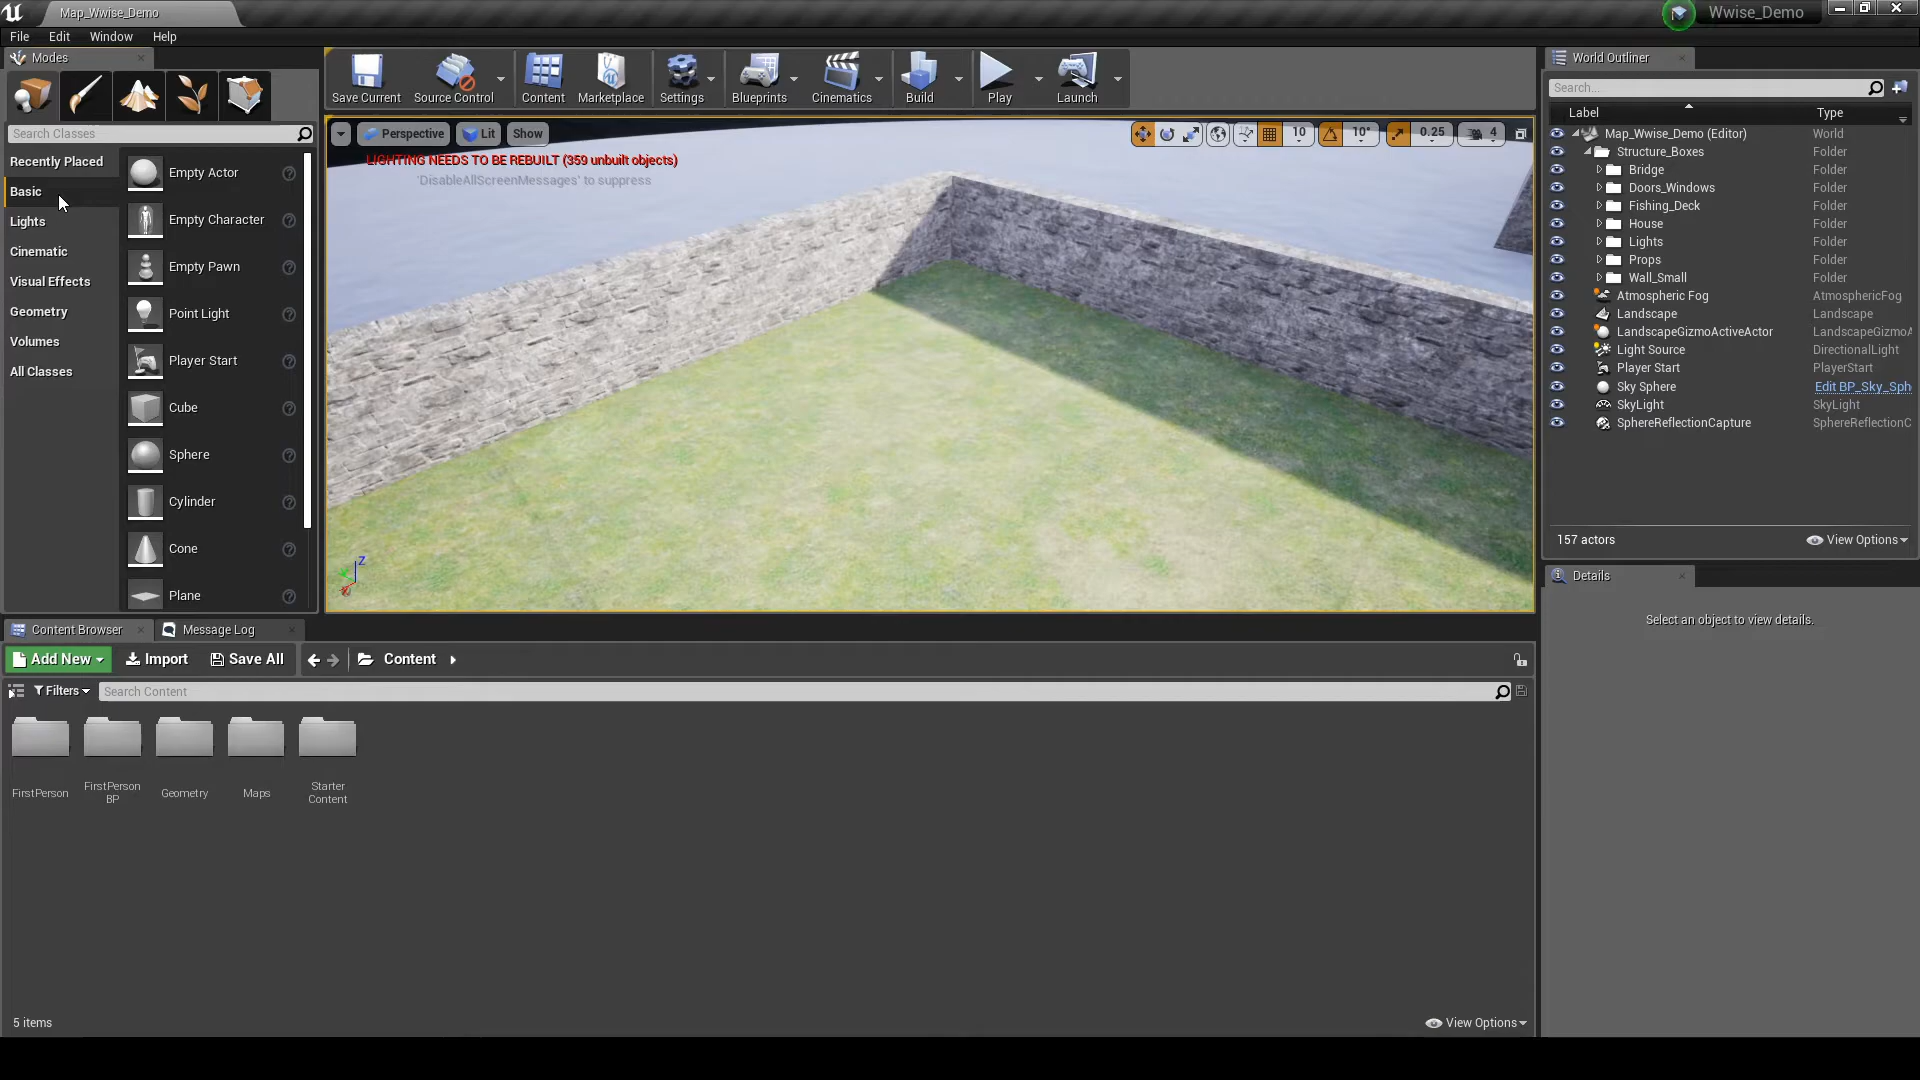 Map_Wwise_Demo
Wwise_Demo
File Edit Window Help
Modes
Save Current
Source Control
Content
Marketplace
Settings
Blueprints
Cinematics
Build
Play
Launch
World Outliner
Search...
Label Type
Search Classes
Recently Placed
Basic
Lights
Cinematic
Visual Effects
Geometry
Volumes
All Classes
Empty Actor
Empty Character
Empty Pawn
Point Light
Player Start
Cube
Sphere
Cylinder
Cone
Plane
Perspective Lit Show
10 10° 0.25 4
LIGHTING NEEDS TO BE REBUILT (359 unbuilt objects)
'DisableAllScreenMessages' to suppress
Z
Map_Wwise_Demo (Editor) World
Structure_Boxes Folder
Bridge Folder
Doors_Windows Folder
Fishing_Deck Folder
House Folder
Lights Folder
Props Folder
Wall_Small Folder
Atmospheric Fog AtmosphericFog
Landscape Landscape
LandscapeGizmoActiveActor LandscapeGizmoA
Light Source DirectionalLight
Player Start PlayerStart
Sky Sphere Edit BP_Sky_Sph
SkyLight SkyLight
SphereReflectionCapture SphereReflectionC
157 actors View Options
Details
Select an object to view details.
Content Browser Message Log
Add New Import Save All Content
Filters Search Content
FirstPerson
FirstPerson
BP
Geometry
Maps
Starter
Content
5 items View Options